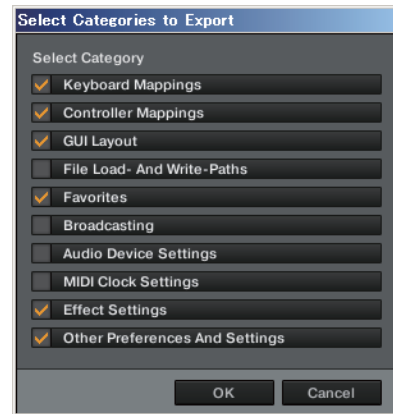 Select Categories to Export
Select Category
Keyboard Mappings
Controller Mappings
GUI Layout
File Load- And Write-Paths
Favorites
Broadcasting
Audio Device Settings
MIDI Clock Settings
Effect Settings
Other Preferences And Settings
OK Cancel